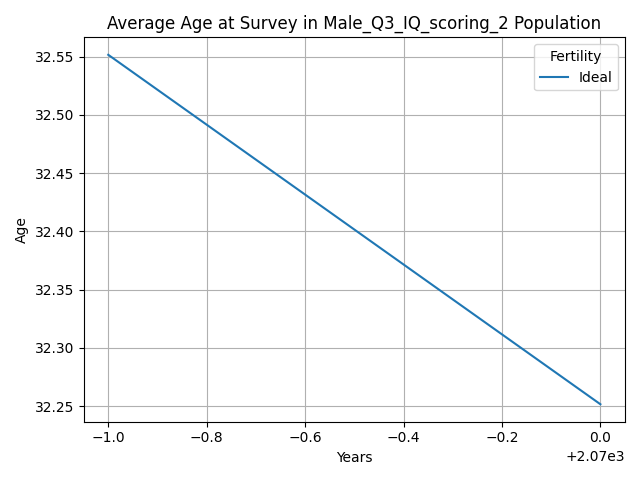 Average Age at Survey in Male_Q3_IQ_scoring_2 Population
Fertility
Ideal
32.55
32.50
32.45
32.40
32.35
32.30
32.25
Age
−1.0 −0.8 −0.6 −0.4 −0.2 0.0
+2.07e3
Years